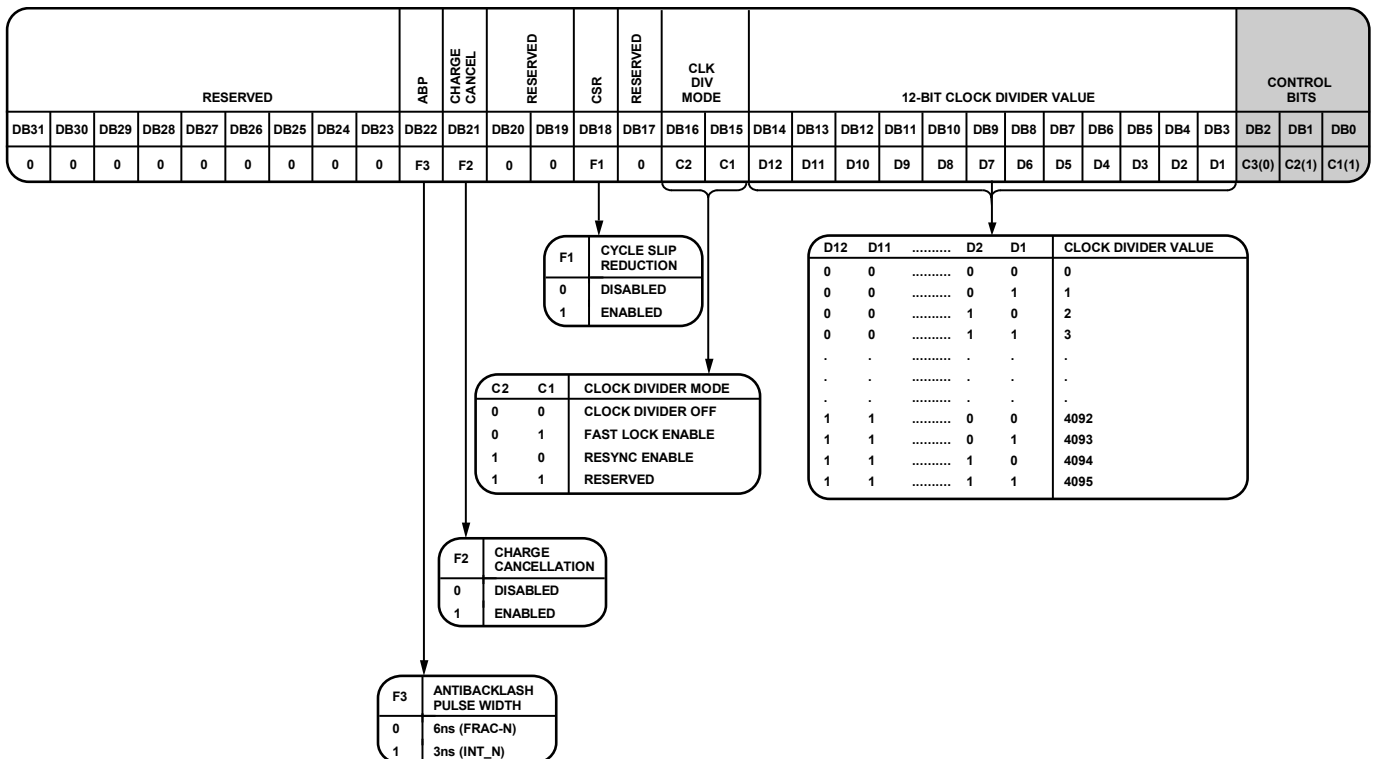 RESERVED
ABP
CHARGE
CANCEL
RESERVED
CSR
RESERVED
CLK
DIV
MODE
12-BIT CLOCK DIVIDER VALUE
CONTROL
BITS
DB31 DB30 DB29 DB28 DB27 DB26 DB25 DB24 DB23 DB22 DB21 DB20 DB19 DB18 DB17 DB16 DB15 DB14 DB13 DB12 DB11 DB10 DB9 DB8 DB7 DB6 DB5 DB4 DB3 DB2 DB1 DB0
0 0 0 0 0 0 0 0 0 F3 F2 0 0 F1 0 C2 C1 D12 D11 D10 D9 D8 D7 D6 D5 D4 D3 D2 D1 C3(0) C2(1) C1(1)
F1 CYCLE SLIP
REDUCTION
0 DISABLED
1 ENABLED
D12 D11 .......... D2 D1 CLOCK DIVIDER VALUE
0 0 .......... 0 0 0
0 0 .......... 0 1 1
0 0 .......... 1 0 2
0 0 .......... 1 1 3
. . .......... . . .
. . .......... . . .
. . .......... . . .
1 1 .......... 0 0 4092
1 1 .......... 0 1 4093
1 1 .......... 1 0 4094
1 1 .......... 1 1 4095
C2 C1 CLOCK DIVIDER MODE
0 0 CLOCK DIVIDER OFF
0 1 FAST LOCK ENABLE
1 0 RESYNC ENABLE
1 1 RESERVED
F2 CHARGE
CANCELLATION
0 DISABLED
1 ENABLED
F3 ANTIBACKLASH
PULSE WIDTH
0 6ns (FRAC-N)
1 3ns (INT_N)